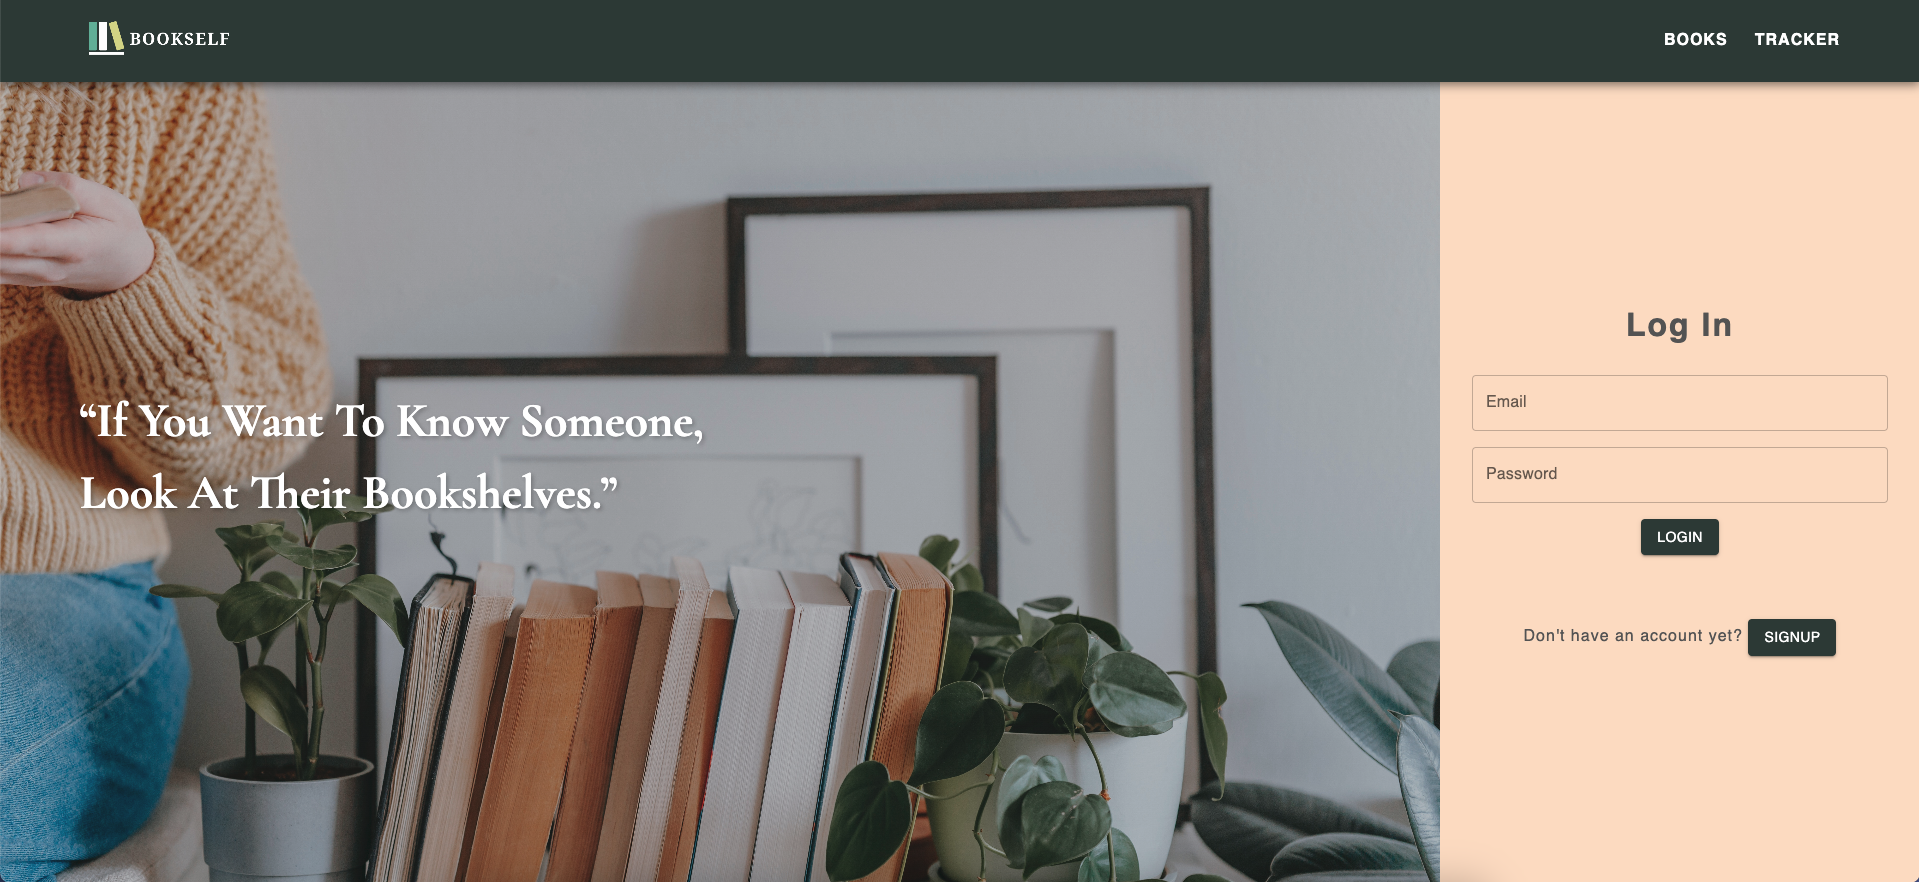 BOOKSELF
BOOKS TRACKER
“If You Want To Know Someone,
Look At Their Bookshelves.”
Log In
Email
Password
LOGIN
Don't have an account yet? SIGNUP